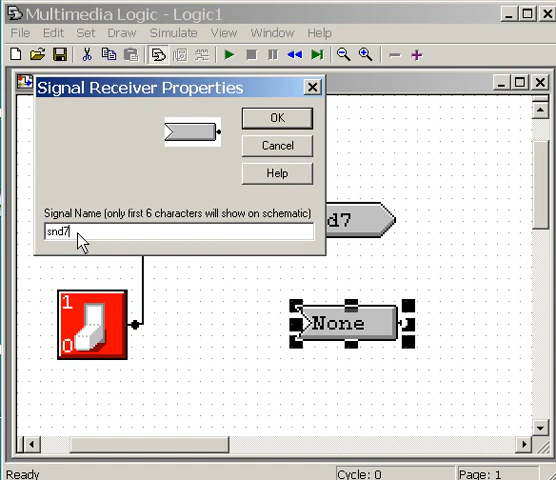 Multimedia Logic - Logic1
File Edit Set Draw Simulate View Window Help
Signal Receiver Properties
OK
Cancel
Help
Signal Name (only first 6 characters will show on schematic)
snd7
d7
1
0
None
Ready Cycle: 0 Page: 1